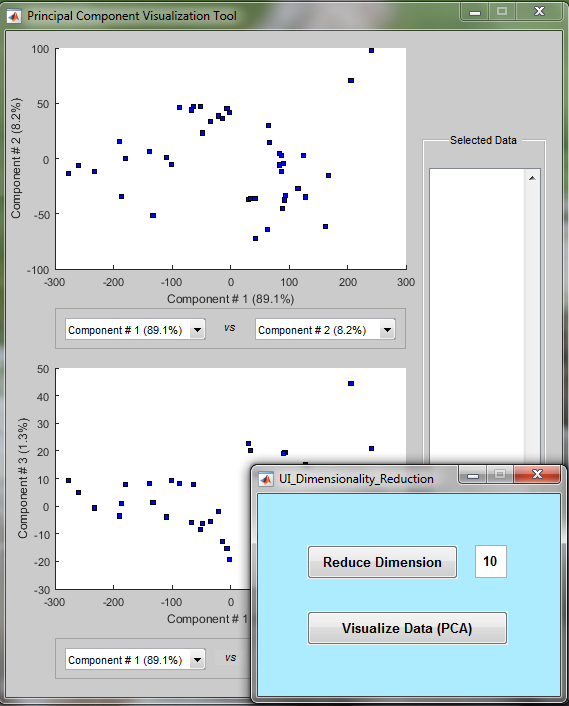 Principal Component Visualization Tool
100
50
0
-50
-100
Component # 2 (8.2%)
-300 -200 -100 0 100 200 300
Component # 1 (89.1%)
Component # 1 (89.1%) vs Component # 2 (8.2%)
Selected Data
50
40
30
20
10
0
-10
-20
-30
Component # 3 (1.3%)
-300 -200 -100 0
Component # 1
Component # 1 (89.1%) vs
UI_Dimensionality_Reduction
Reduce Dimension 10
Visualize Data (PCA)